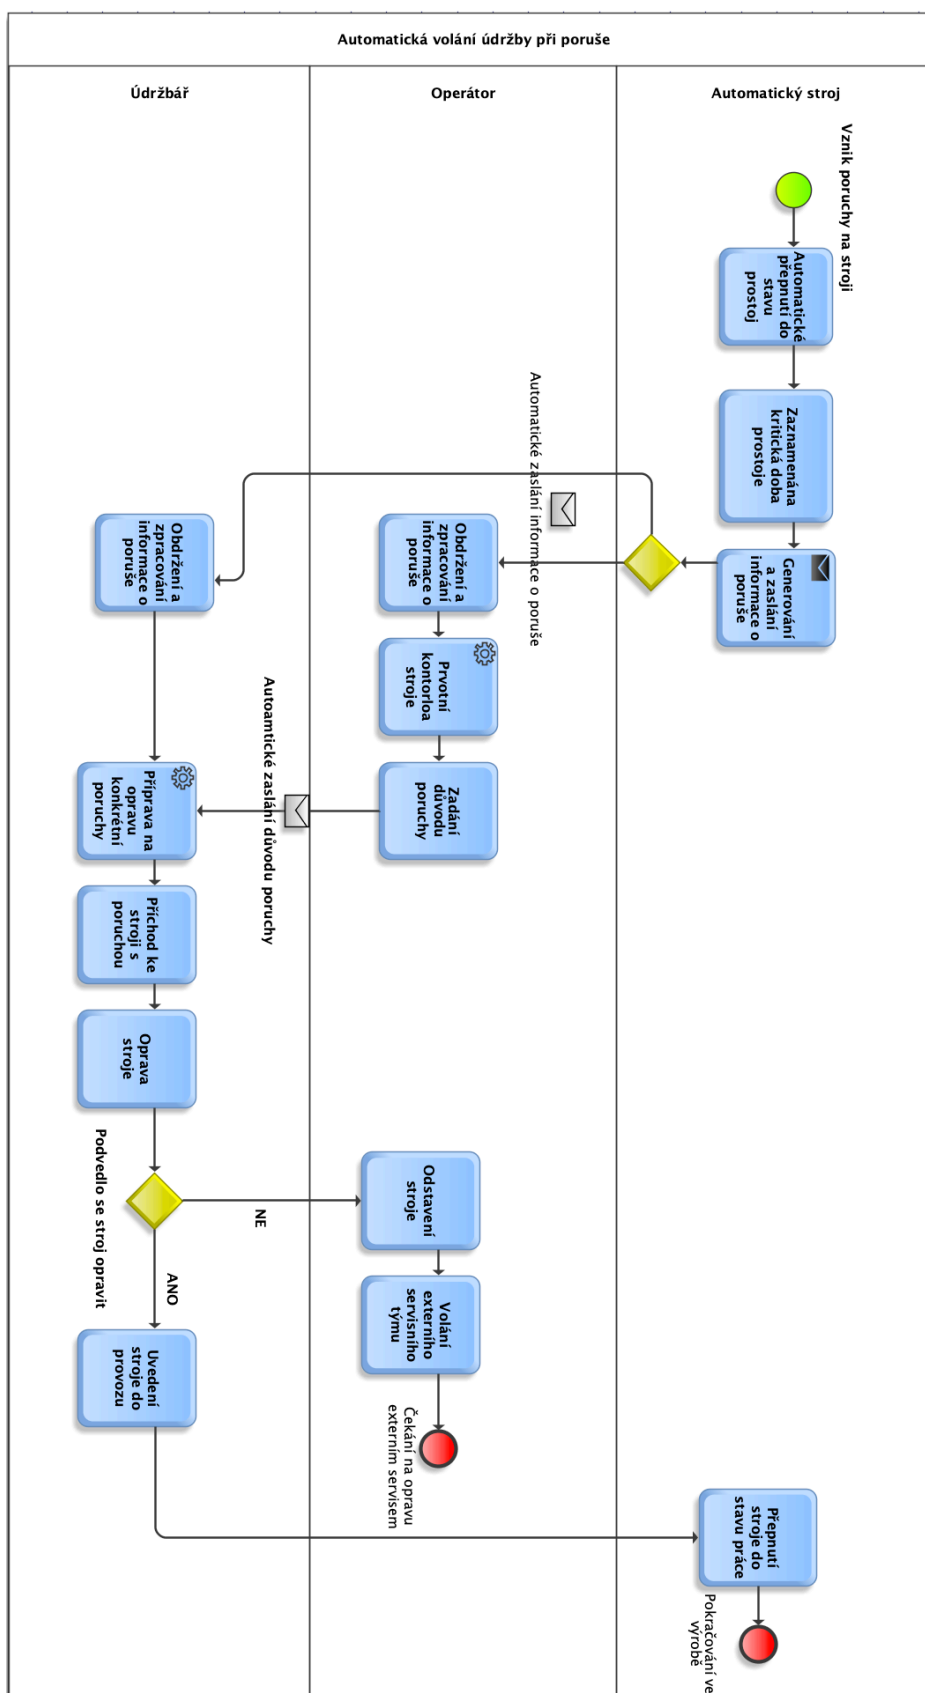 Automatická volání údržby při poruše
Údržbář
Operátor
Automatický stroj
Vznik poruchy na stroji
Automatické
přepnutí do
stavu
prostoj
Zaznamenána
kritická doba
prostoje
Generování
a zaslání
informace o
poruše
Automatické zaslání informace o poruše
Obdržení a
zpracování
informace o
poruše
Prvotní
kontorloa
stroje
Zadání
důvodu
poruchy
Autoamtické zaslání důvodu poruchy
Obdržení a
zpracování
informace o
poruše
Příprava na
opravu
konkrétní
poruchy
Příchod ke
stroji s
poruchou
Oprava
stroje
Podvedlo se stroj opravit
NE
ANO
Odstavení
stroje
Volání
externího
servisního
týmu
Čekání na opravu
externím servisem
Uvedení
stroje do
provozu
Přepnutí
stroje do
stavu práce
Pokračování ve
výrobě